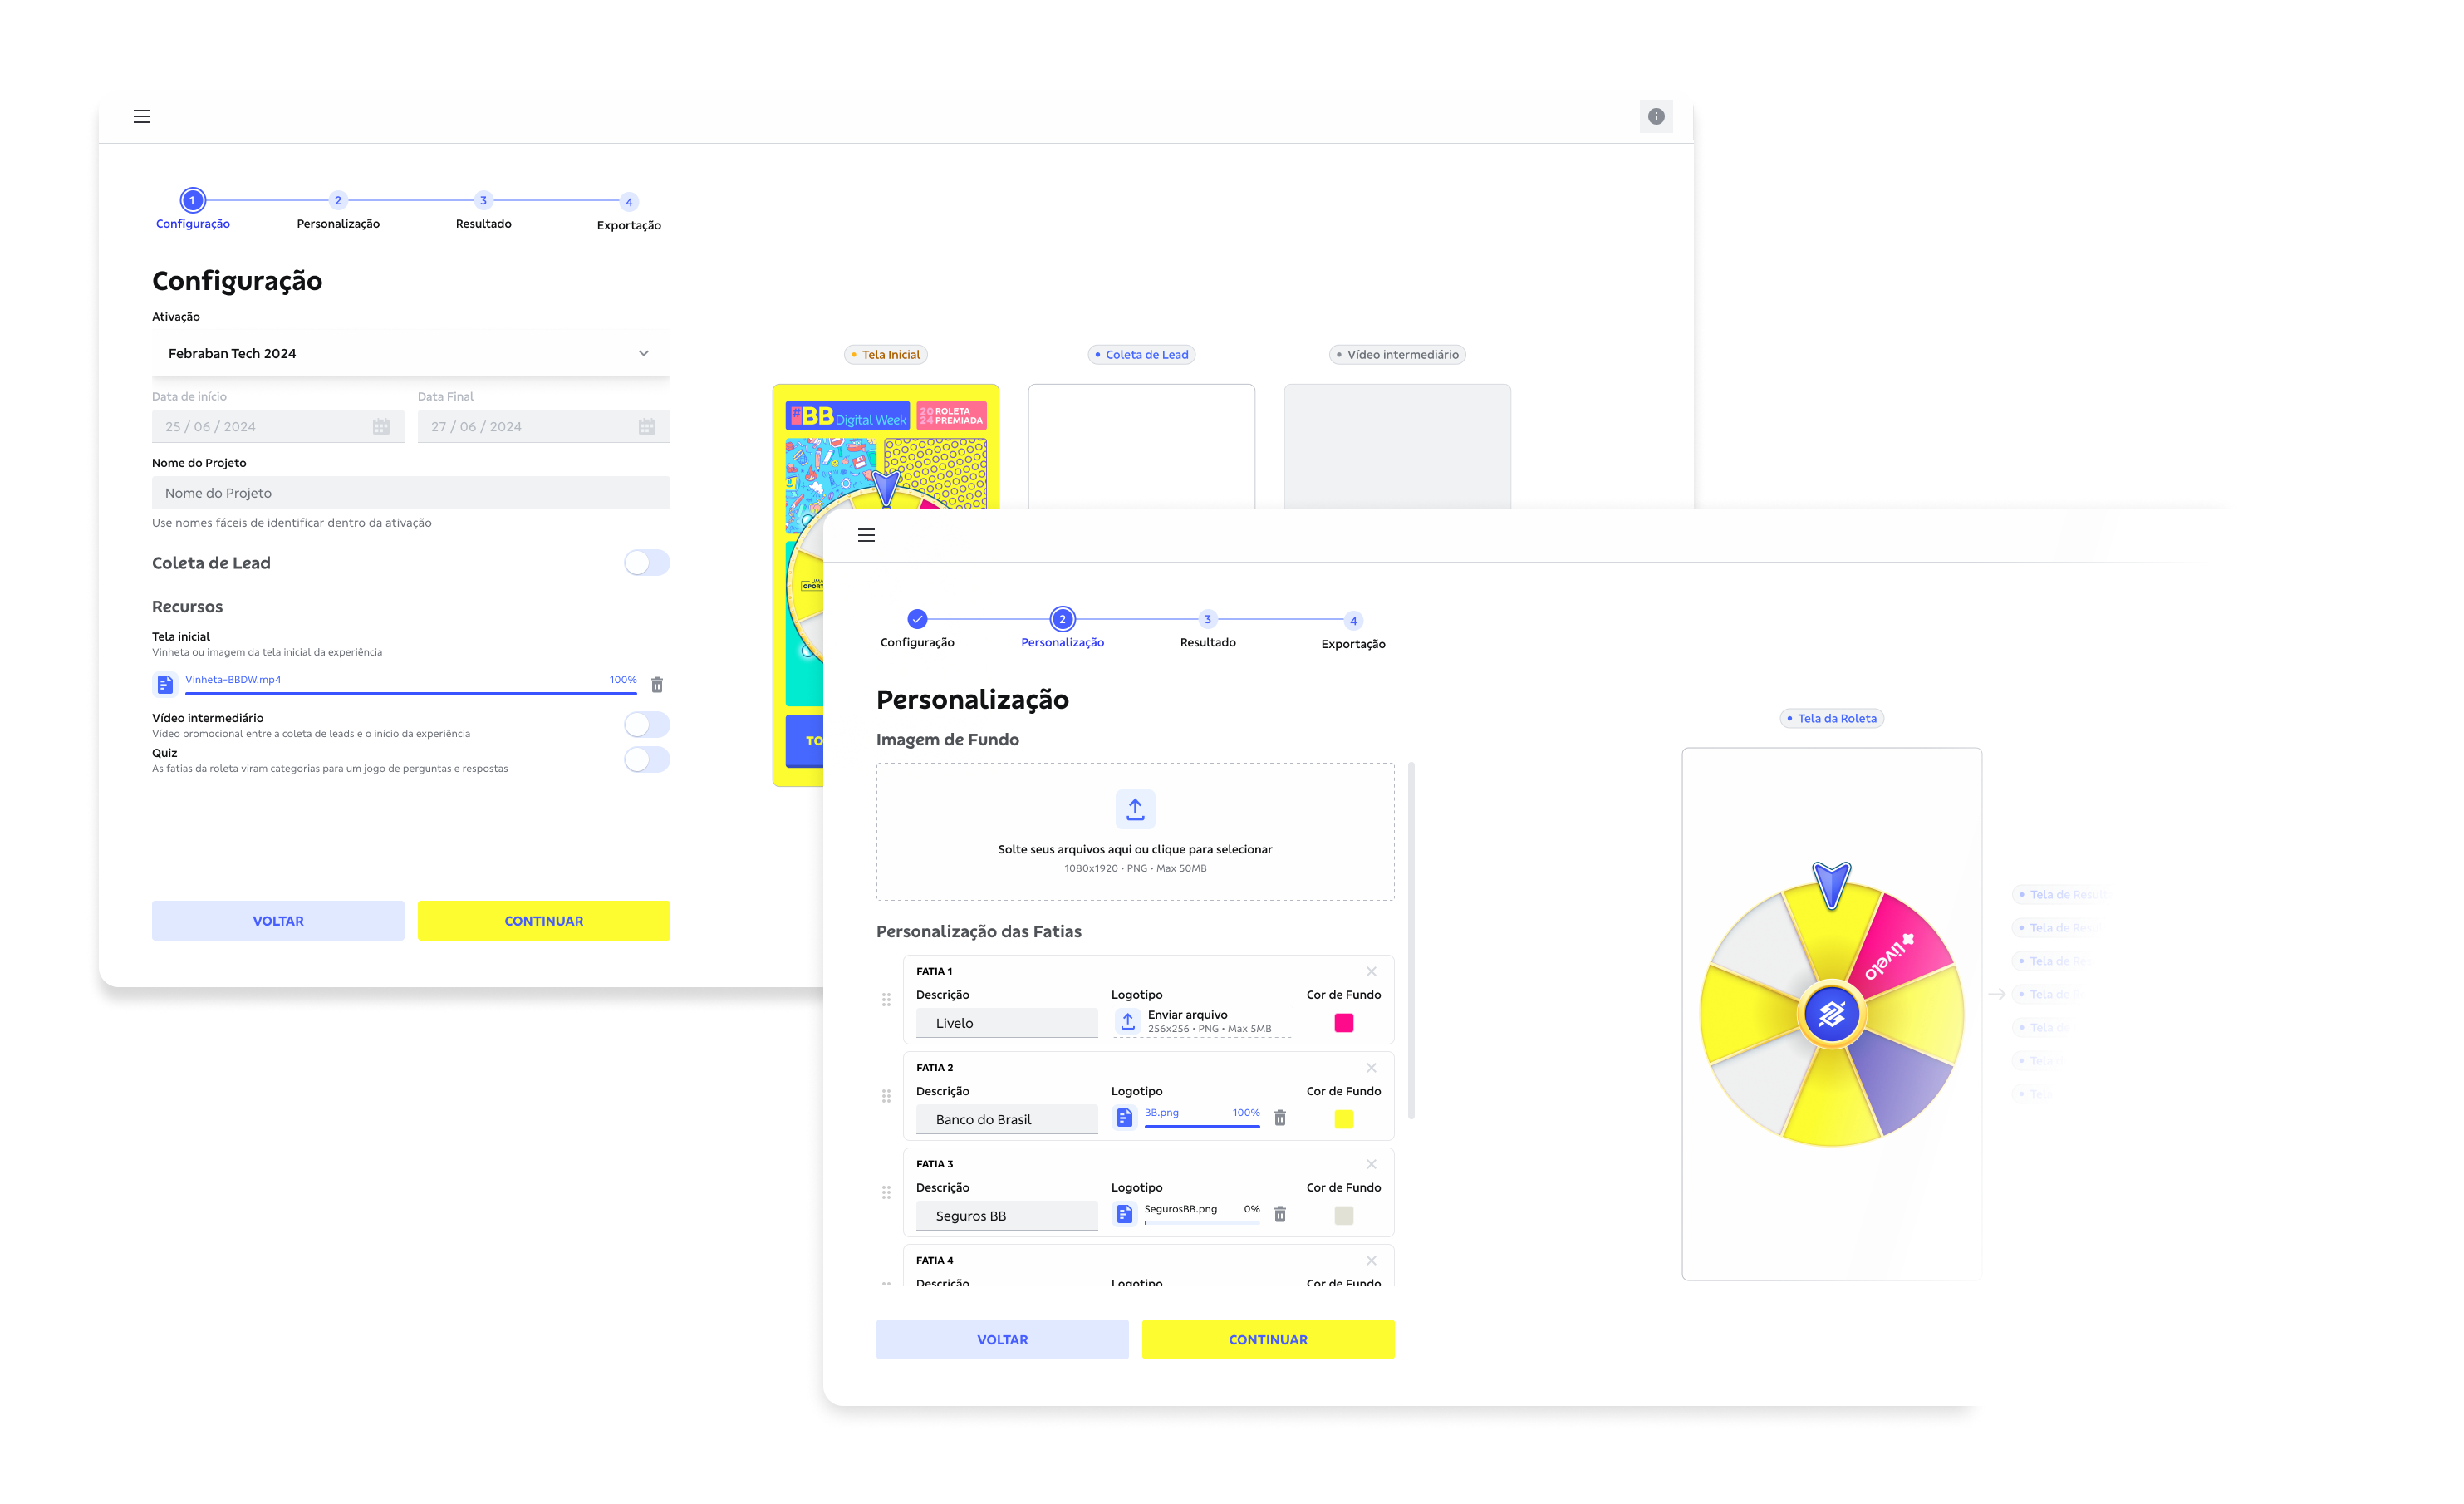 1
2
3
4
Configuração
Personalização
Resultado
Exportação
Configuração
Ativação
Febraban Tech 2024
Data de início
Data Final
25 / 06 / 2024
27 / 06 / 2024
Nome do Projeto
Nome do Projeto
Use nomes fáceis de identificar dentro da ativação
Coleta de Lead
Recursos
Tela inicial
Vinheta ou imagem da tela inicial da experiência
Vinheta-BBDW.mp4
100%
Vídeo intermediário
Vídeo promocional entre a coleta de leads e o início da experiência
Quiz
As fatias da roleta viram categorias para um jogo de perguntas e respostas
VOLTAR
CONTINUAR
Tela Inicial
Coleta de Lead
Vídeo intermediário
#BB Digital Week
2024 ROLETA PREMIADA
2
3
4
Configuração
Personalização
Resultado
Exportação
Personalização
Imagem de Fundo
Solte seus arquivos aqui ou clique para selecionar
1080x1920 • PNG • Max 50MB
Personalização das Fatias
FATIA 1
Descrição
Logotipo
Cor de Fundo
Livelo
Enviar arquivo
256x256 • PNG • Max 5MB
FATIA 2
Descrição
Logotipo
Cor de Fundo
Banco do Brasil
BB.png
100%
FATIA 3
Descrição
Logotipo
Cor de Fundo
Seguros BB
SegurosBB.png
0%
FATIA 4
Descrição
Logotipo
Cor de Fundo
VOLTAR
CONTINUAR
Tela da Roleta
livelo
Tela de
Tela de
Tela de
Tela de
Tela de
Tela
Tela